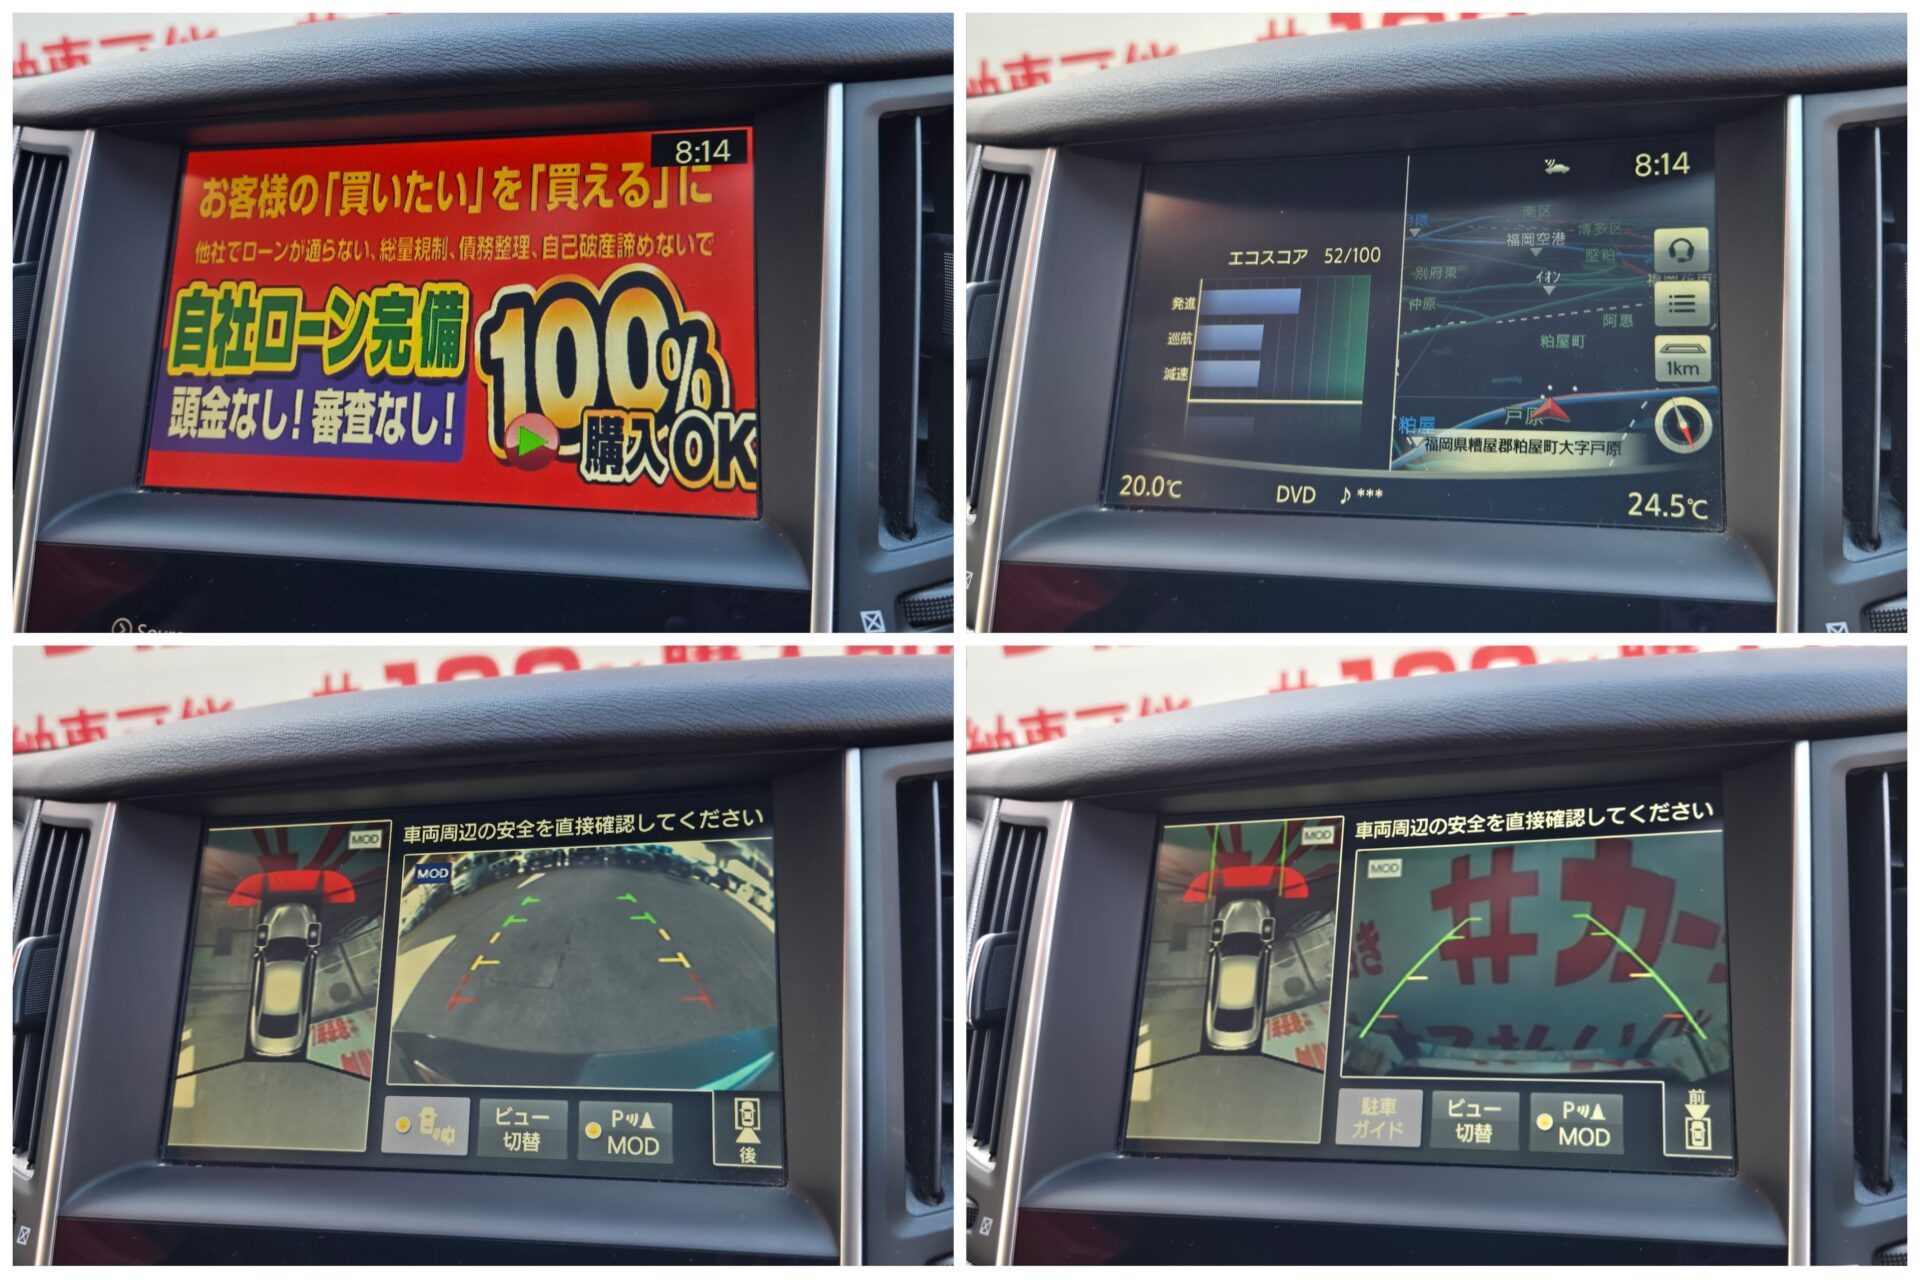 8:14
お客様の「買いたい」を「買える」に
他社でローンが通らない、総量規制、債務整理、自己破産諦めないで
自社ローン完備
頭金なし!審査なし!
100%
購入OK
8:14
エコスコア 52/100
発進
巡航
減速
南区
福岡空港
博多区
堅粕
別府東
イオン
仲原
阿恵
粕屋町
1km
戸原
粕屋
福岡県糟屋郡粕屋町大字戸原
20.0℃
DVD ♪***
24.5℃
MOD
車両周辺の安全を直接確認してください
MOD
ビュー
切替
P
MOD
後
MOD
車両周辺の安全を直接確認してください
MOD
#カー
駐車
ガイド
ビュー
切替
P
MOD
前